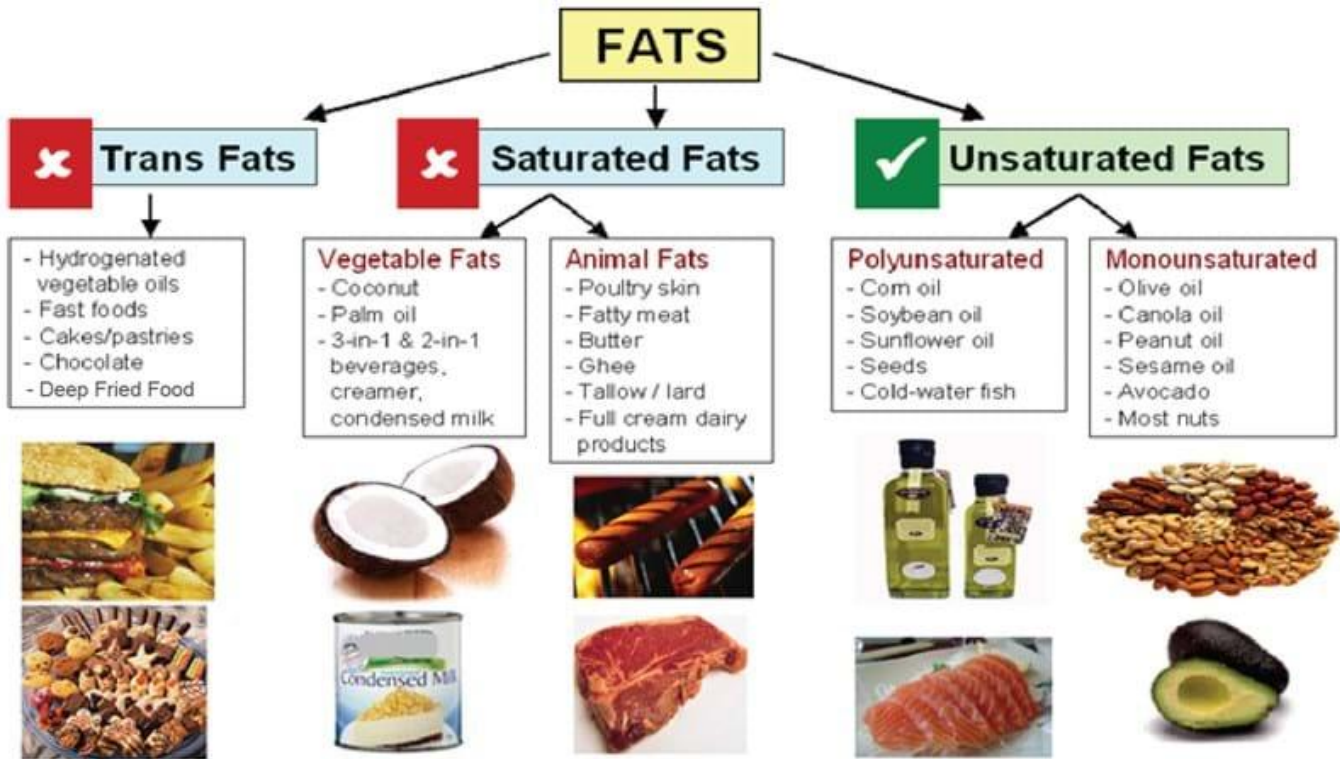 FATS
Trans Fats
Saturated Fats
Unsaturated Fats
- Hydrogenated
vegetable oils
- Fast foods
- Cakes/pastries
- Chocolate
- Deep Fried Food
Vegetable Fats
- Coconut
- Palm oil
- 3-in-1 & 2-in-1
beverages,
creamer,
condensed milk
Animal Fats
- Poultry skin
- Fatty meat
- Butter
- Ghee
- Tallow / lard
- Full cream dairy
products
Polyunsaturated
- Corn oil
- Soybean oil
- Sunflower oil
- Seeds
- Cold-water fish
Monounsaturated
- Olive oil
- Canola oil
- Peanut oil
- Sesame oil
- Avocado
- Most nuts
Condensed Milk